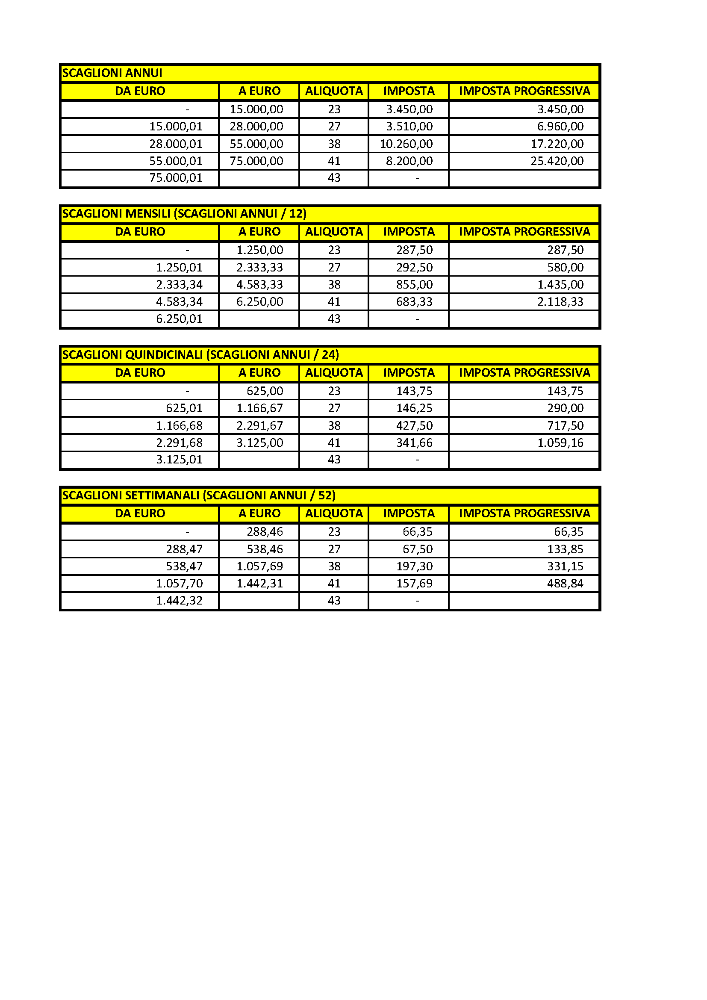 SCAGLIONI ANNUI
DA EURO A EURO ALIQUOTA IMPOSTA IMPOSTA PROGRESSIVA
- 15.000,00 23 3.450,00 3.450,00
15.000,01 28.000,00 27 3.510,00 6.960,00
28.000,01 55.000,00 38 10.260,00 17.220,00
55.000,01 75.000,00 41 8.200,00 25.420,00
75.000,01 43 -
SCAGLIONI MENSILI (SCAGLIONI ANNUI / 12)
DA EURO A EURO ALIQUOTA IMPOSTA IMPOSTA PROGRESSIVA
- 1.250,00 23 287,50 287,50
1.250,01 2.333,33 27 292,50 580,00
2.333,34 4.583,33 38 855,00 1.435,00
4.583,34 6.250,00 41 683,33 2.118,33
6.250,01 43 -
SCAGLIONI QUINDICINALI (SCAGLIONI ANNUI / 24)
DA EURO A EURO ALIQUOTA IMPOSTA IMPOSTA PROGRESSIVA
- 625,00 23 143,75 143,75
625,01 1.166,67 27 146,25 290,00
1.166,68 2.291,67 38 427,50 717,50
2.291,68 3.125,00 41 341,66 1.059,16
3.125,01 43 -
SCAGLIONI SETTIMANALI (SCAGLIONI ANNUI / 52)
DA EURO A EURO ALIQUOTA IMPOSTA IMPOSTA PROGRESSIVA
- 288,46 23 66,35 66,35
288,47 538,46 27 67,50 133,85
538,47 1.057,69 38 197,30 331,15
1.057,70 1.442,31 41 157,69 488,84
1.442,32 43 -